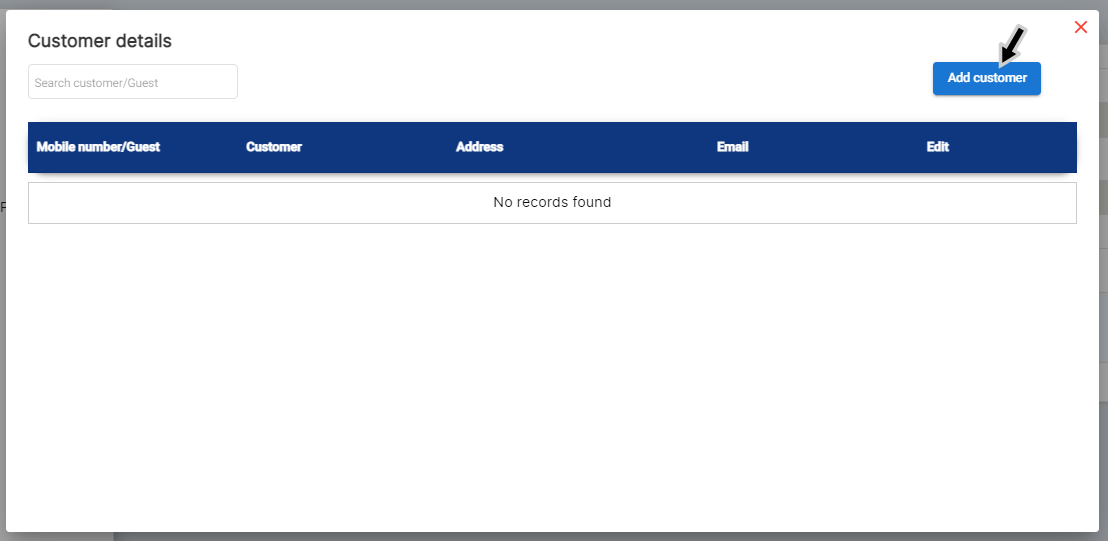 Customer details
Search customer/Guest
Add customer
Mobile number/Guest Customer Address Email Edit
No records found